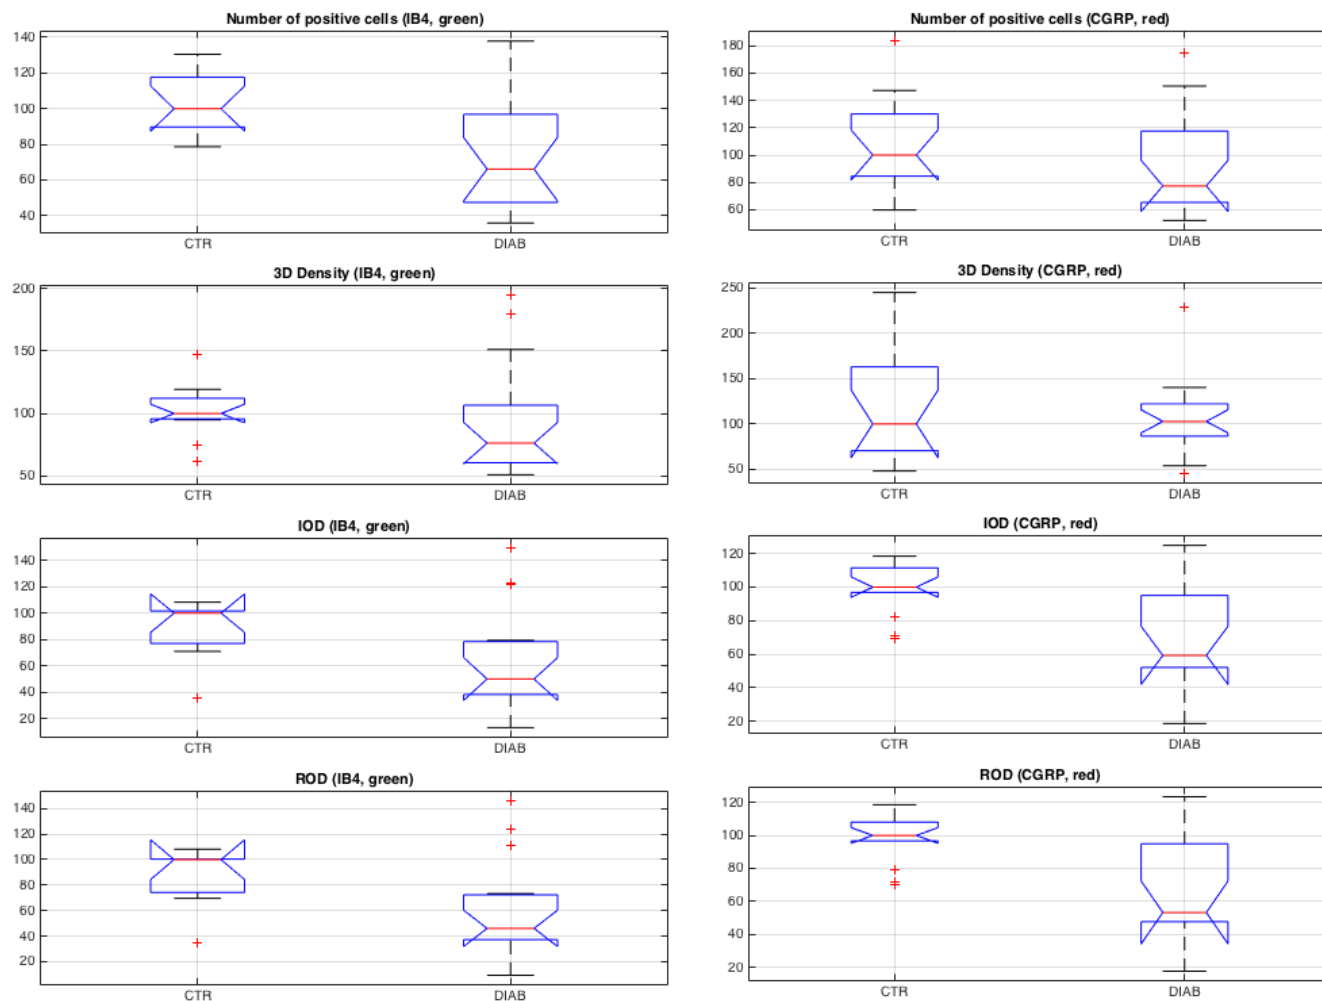 Number of positive cells (IB4, green)
140
120
100
80
60
40
CTR
DIAB
Number of positive cells (CGRP, red)
180
160
140
120
100
80
60
CTR
DIAB
3D Density (IB4, green)
200
150
100
50
CTR
DIAB
3D Density (CGRP, red)
250
200
150
100
50
CTR
DIAB
IOD (IB4, green)
140
120
100
80
60
40
20
CTR
DIAB
IOD (CGRP, red)
120
100
80
60
40
20
CTR
DIAB
ROD (IB4, green)
140
120
100
80
60
40
20
CTR
DIAB
ROD (CGRP, red)
120
100
80
60
40
20
CTR
DIAB